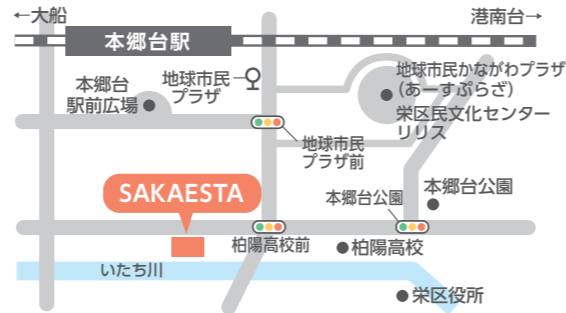 ←大船
港南台→
本郷台駅
本郷台
駅前広場
地球市民
プラザ
地球市民かながわプラザ
(あーすぷらざ)
栄区民文化センター
リリス
地球市民
プラザ前
SAKAESTA
本郷台公園
本郷台公園
柏陽高校前
柏陽高校
いたち川
栄区役所